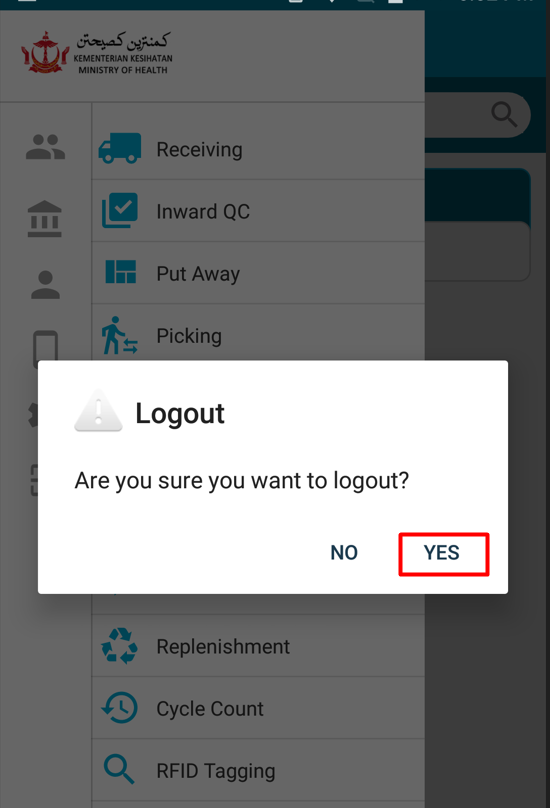 كمنترين كصيحتن
KEMENTERIAN KESIHATAN
MINISTRY OF HEALTH
Receiving
Inward QC
Put Away
Picking
Logout
Are you sure you want to logout?
NO
YES
Replenishment
Cycle Count
RFID Tagging